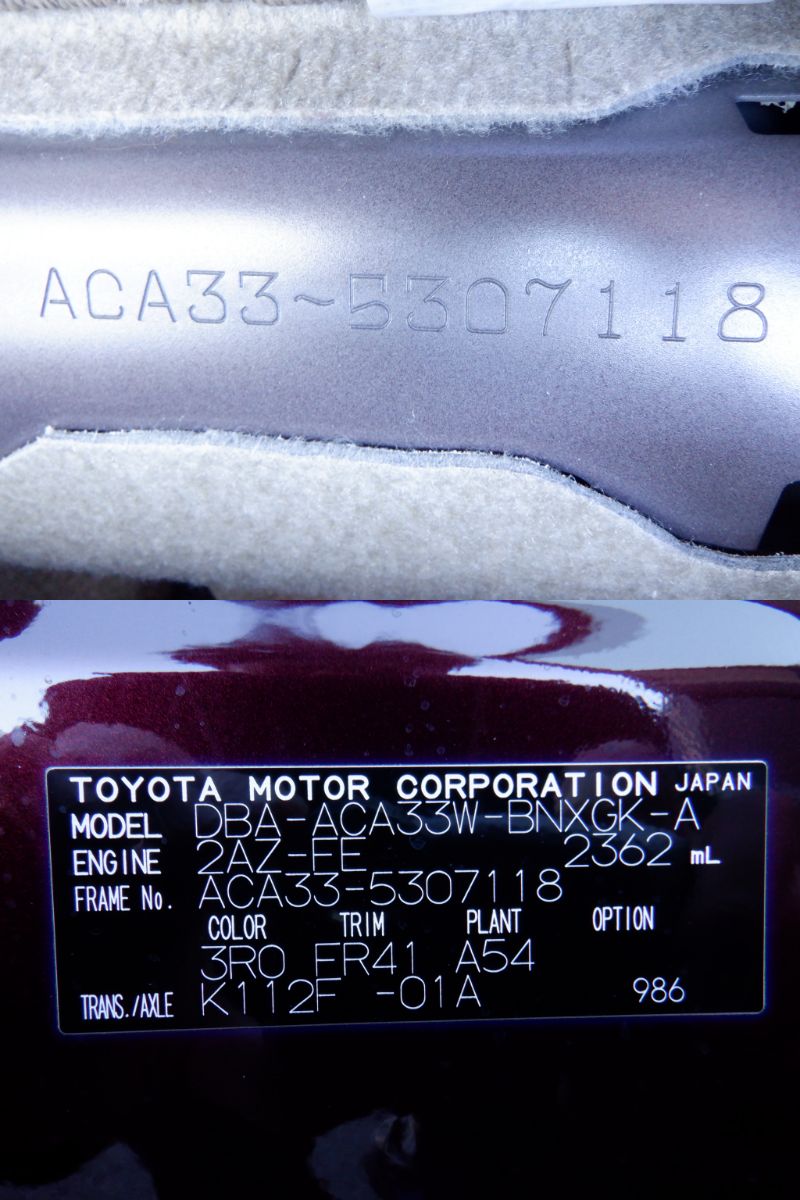 ACA33~5307118
TOYOTA MOTOR CORPORATION JAPAN
MODEL DBA-ACA33W-BNXGK-A
ENGINE 2AZ-FE 2362 mL
FRAME No. ACA33-5307118
COLOR TRIM PLANT OPTION
3R0 FR41 A54
TRANS./AXLE K112F -01A 986